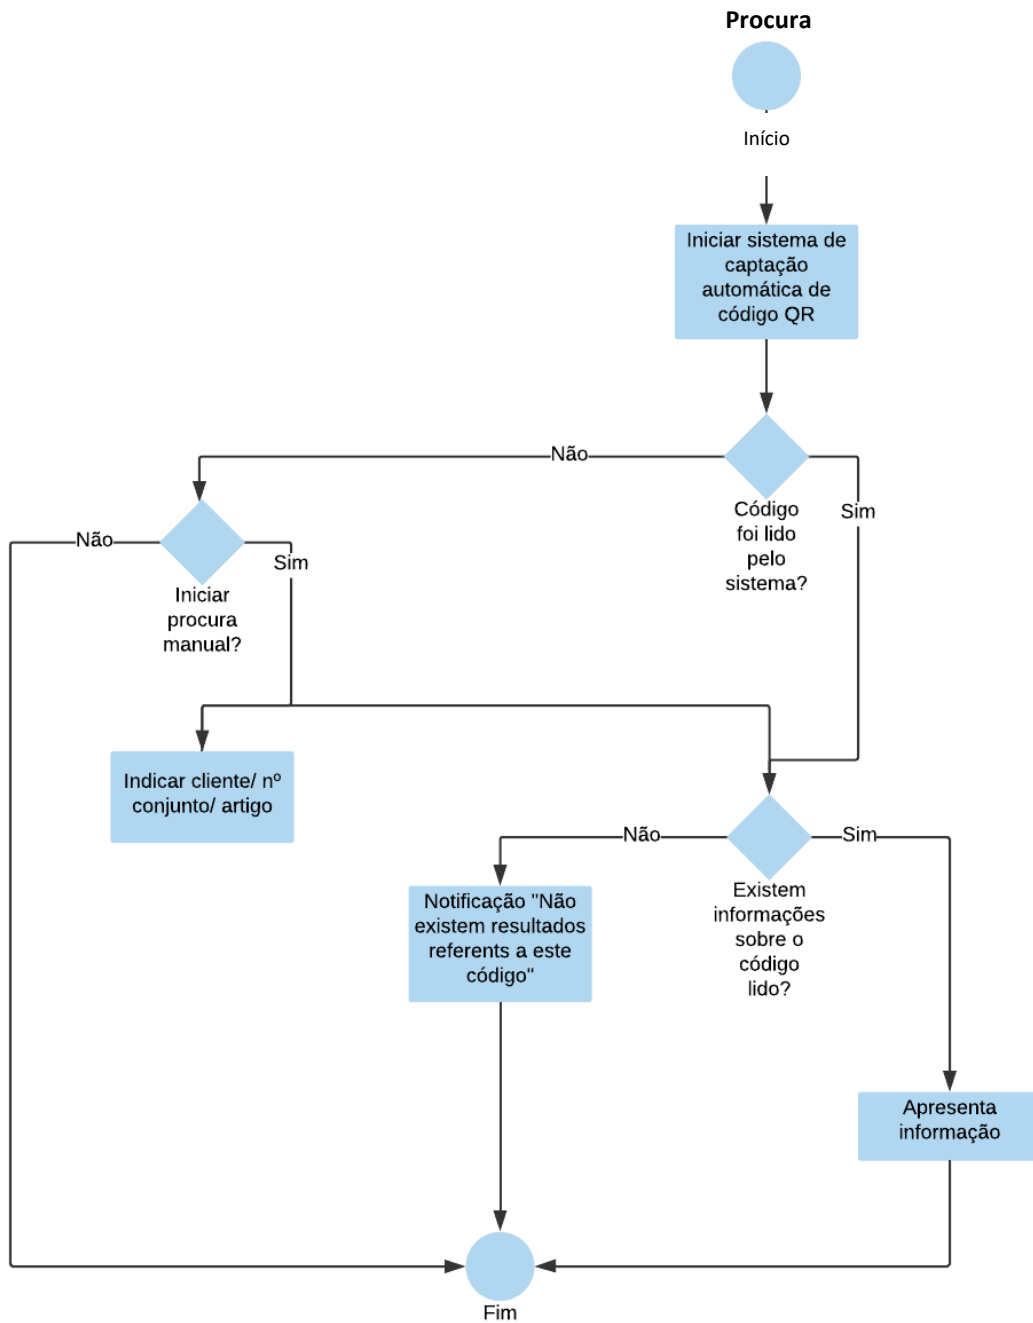 Procura
Início
Iniciar sistema de
captação
automática de
código QR
Não
Código
foi lido
pelo
sistema?
Sim
Não
Iniciar
procura
manual?
Sim
Indicar cliente/ nº
conjunto/ artigo
Não
Existem
informações
sobre o
código
lido?
Sim
Notificação "Não
existem resultados
referents a este
código"
Apresenta
informação
Fim